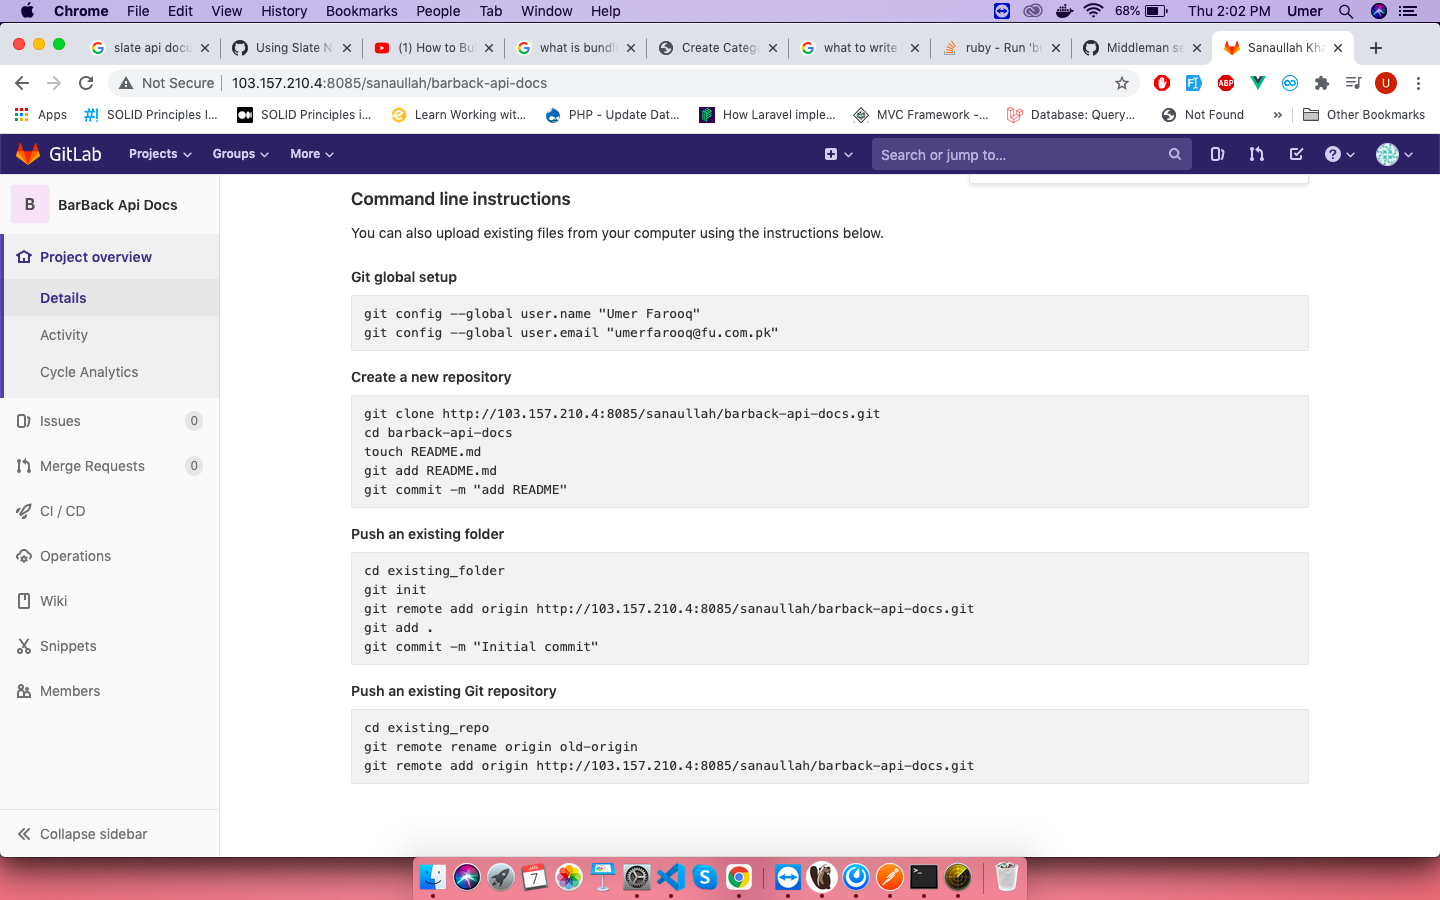 Chrome File Edit View History Bookmarks People Tab Window Help 68% Thu 2:02 PM Umer
slate api docu
Using Slate N
(1) How to Bu
what is bundl
Create Categ
what to write
ruby - Run 'bu
Middleman se
Sanaullah Kha
Not Secure 103.157.210.4:8085/sanaullah/barback-api-docs
ABP
U
Apps
#! SOLID Principles I...
SOLID Principles i...
Learn Working wit...
PHP - Update Dat...
How Laravel imple...
MVC Framework -...
Database: Query...
Not Found
»
Other Bookmarks
GitLab Projects Groups More Search or jump to...
B BarBack Api Docs
Project overview
Details
Activity
Cycle Analytics
Issues 0
Merge Requests 0
CI / CD
Operations
Wiki
Snippets
Members
Collapse sidebar
Command line instructions
You can also upload existing files from your computer using the instructions below.
Git global setup
git config --global user.name "Umer Farooq"
git config --global user.email "umerfarooq@fu.com.pk"
Create a new repository
git clone http://103.157.210.4:8085/sanaullah/barback-api-docs.git
cd barback-api-docs
touch README.md
git add README.md
git commit -m "add README"
Push an existing folder
cd existing_folder
git init
git remote add origin http://103.157.210.4:8085/sanaullah/barback-api-docs.git
git add .
git commit -m "Initial commit"
Push an existing Git repository
cd existing_repo
git remote rename origin old-origin
git remote add origin http://103.157.210.4:8085/sanaullah/barback-api-docs.git
JAN
7